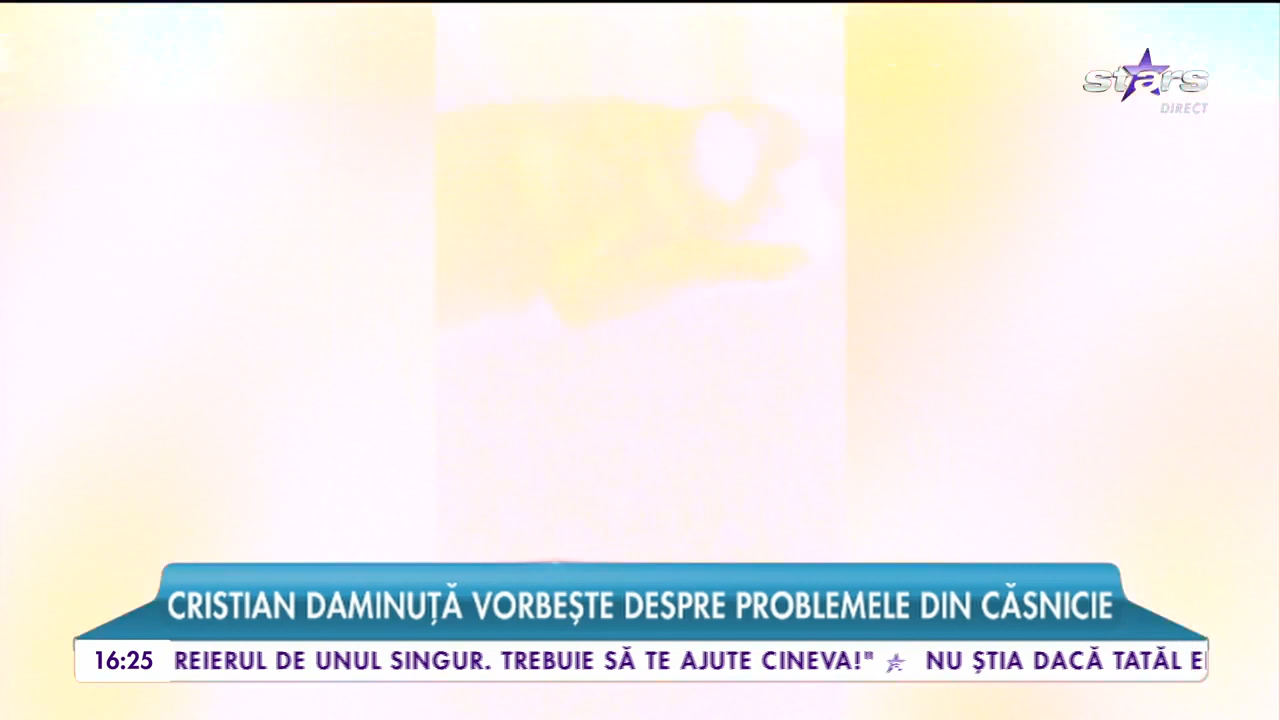 stars
DIRECT
CRISTIAN DAMINUȚĂ VORBEȘTE DESPRE PROBLEMELE DIN CĂSNICIE
16:25 REIERUL DE UNUL SINGUR. TREBUIE SĂ TE AJUTE CINEVA!" NU ȘTIA DACĂ TATĂL